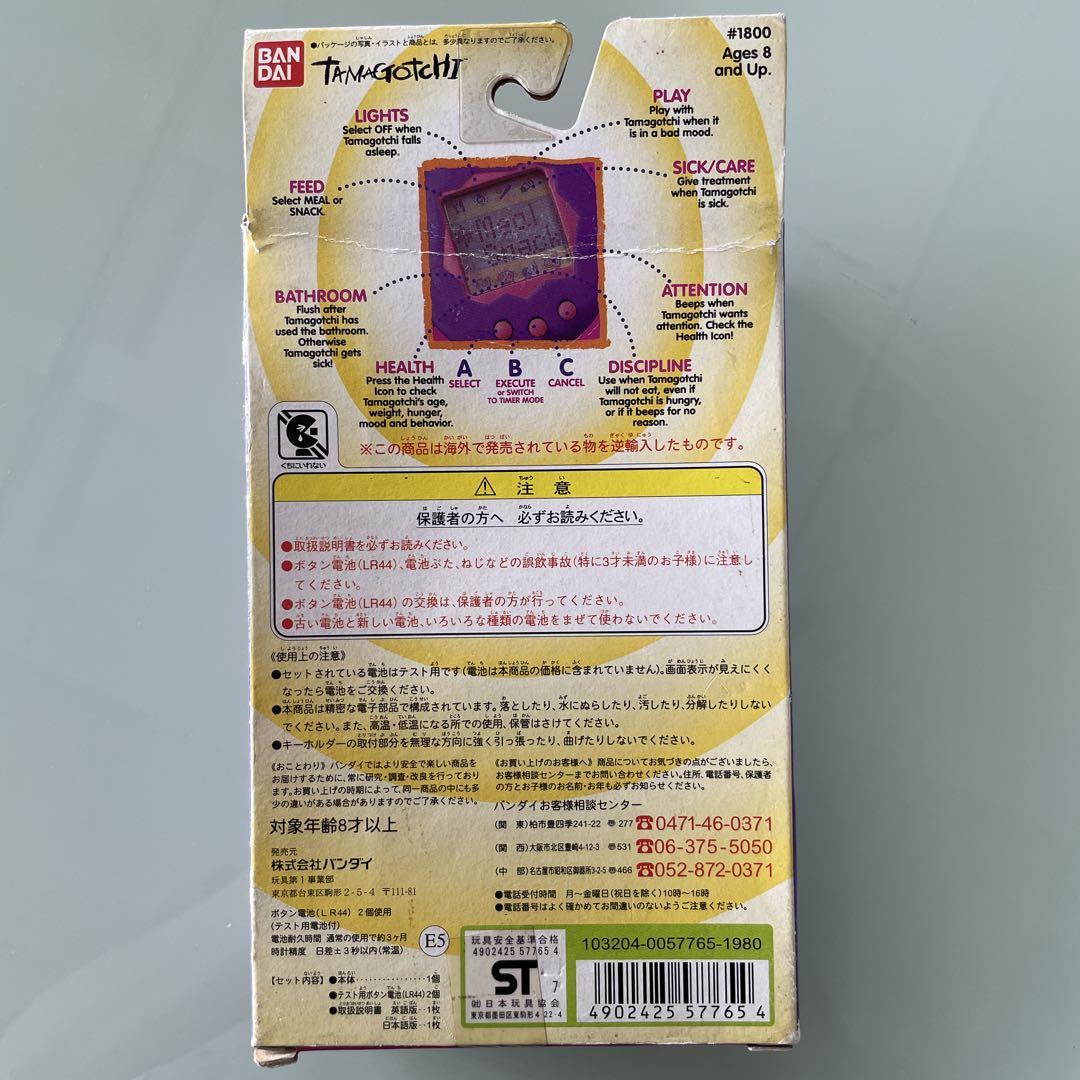 BAN
DAI
●パッケージの写真・イラストと商品とは、多少異なりますのでご了承ください。
TAMAGOTCHI
#1800
Ages 8
and Up.
LIGHTS
Select OFF when
Tamagotchi falls
asleep.
PLAY
Play with
Tamagotchi when it
is in a bad mood.
FEED
Select MEAL or
SNACK.
SICK/CARE
Give treatment
when Tamagotchi
is sick.
BATHROOM
Flush after
Tamagotchi has
used the bathroom.
Otherwise
Tamagotchi gets
sick!
ATTENTION
Beeps when
Tamagotchi wants
attention. Check the
Health Icon!
HEALTH
Press the Health
Icon to check
Tamagotchi's age,
weight, hunger,
mood and behavior.
A
SELECT
B
EXECUTE
or SWITCH
TO TIMER MODE
C
CANCEL
DISCIPLINE
Use when Tamagotchi
will not eat, even if
Tamagotchi is hungry,
or if it beeps for no
reason.
くちにいれない
※この商品は海外で発売されている物を逆輸入したものです。
⚠ 注意
保護者の方へ 必ずお読みください。
●取扱説明書を必ずお読みください。
●ボタン電池(LR44)、電池ぶた、ねじなどの誤飲事故(特に3才未満のお子様)に注意し
てください。
●ボタン電池(LR44)の交換は、保護者の方が行ってください。
●古い電池と新しい電池、いろいろな種類の電池をまぜて使わないでください。
《使用上の注意》
●セットされている電池はテスト用です(電池は本商品の価格に含まれていません)。画面表示が見えにくく
なったら電池をご交換ください。
●本商品は精密な電子部品で構成されています。落としたり、水にぬらしたり、汚したり、分解したりしない
でください。また、高温・低温になる所での使用、保管はさけてください。
●キーホルダーの取付部分を無理な方向に強く引っ張ったり、曲げたりしないでください。
《おことわり》バンダイでは、より安全で楽しい商品を
お届けするために、常に研究・調査・改良を行っており
ます。お買い上げの時期によって、同一商品の中にも多
少の違いがある場合がありますのでご了承ください。
《お買い上げのお客様へ》商品についてお気づきの点がございましたら、
お客様相談センターまでお問い合わせください。住所、電話番号、保護者
の方とお子様のお名前・お年も必ずお知らせください。
バンダイお客様相談センター
(関 東)柏市豊四季241-22 〠277 ☎0471-46-0371
(関 西)大阪市北区豊崎4-12-3 〠531 ☎06-375-5050
(中 部)名古屋市昭和区御器所3-2-5 〠466 ☎052-872-0371
●電話受付時間 月〜金曜日(祝日を除く)10時〜16時
●電話番号はよく確かめてお間違いのないようご注意ください。
対象年齢8才以上
発売元
株式会社バンダイ
玩具第1事業部
東京都台東区駒形2-5-4 〒111-81
ボタン電池(LR44)2個使用
(テスト用電池付)
電池耐久時間 通常の使用で約3ヶ月
時計精度 日差±3秒以内(常温)
E5
【セット内容】●本体‥‥‥‥‥‥‥1個
●テスト用ボタン電池(LR44)2個
●取扱説明書 英語版‥1枚
日本語版‥1枚
玩具安全基準合格
4902425 57765 4
ST
7
㈳日本玩具協会
東京都墨田区東駒形4-22-4
103204-0057765-1980
4902425577654